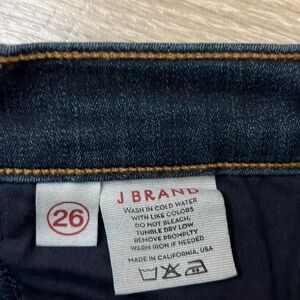 26
J BRAND
WASH IN COLD WATER
WITH LIKE COLORS
DO NOT BLEACH,
TUMBLE DRY LOW
REMOVE PROMPTLY
WARM IRON IF NEEDED
MADE IN CALIFORNIA, USA